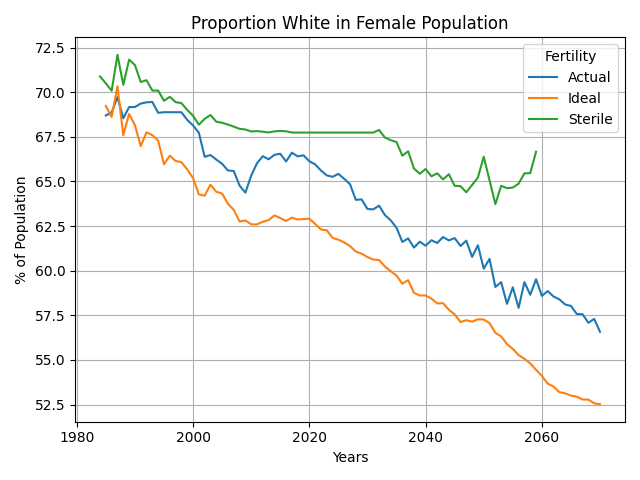 Proportion White in Female Population
% of Population
72.5
70.0
67.5
65.0
62.5
60.0
57.5
55.0
52.5
1980
2000
2020
2040
2060
Years
Fertility
Actual
Ideal
Sterile